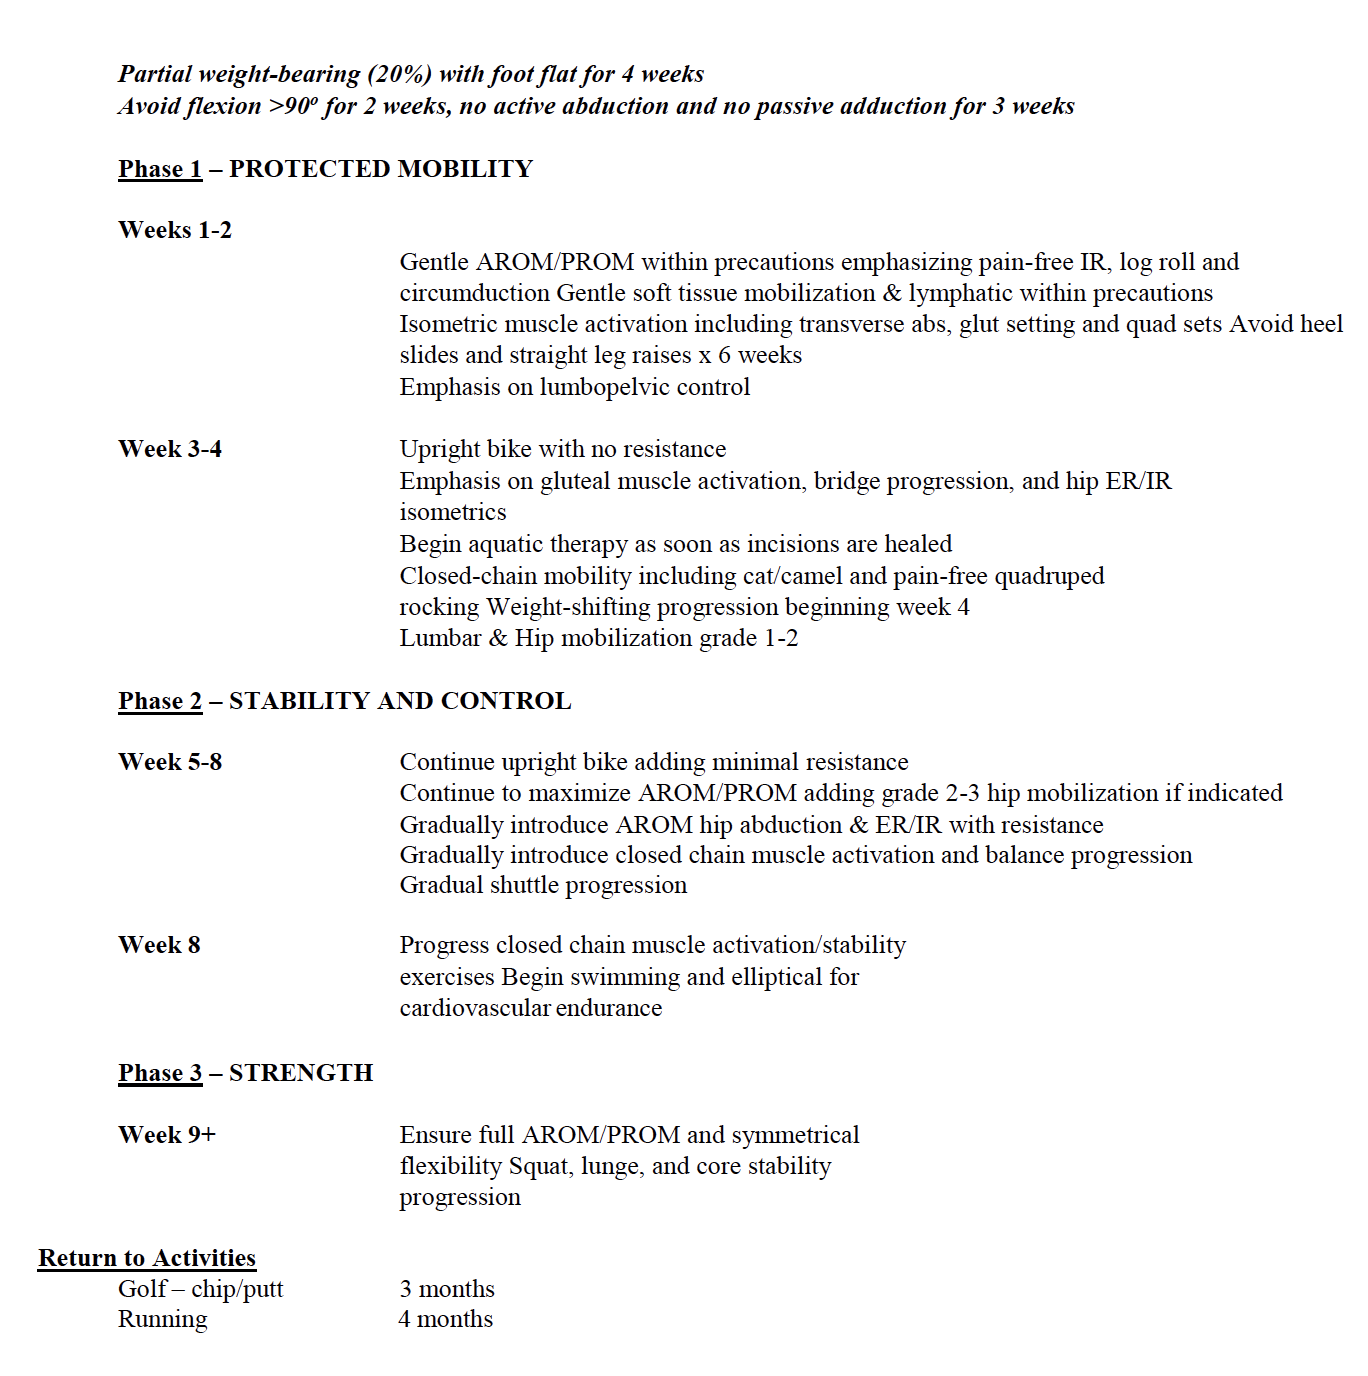 Partial weight-bearing (20%) with foot flat for 4 weeks
Avoid flexion >90º for 2 weeks, no active abduction and no passive adduction for 3 weeks
Phase 1 – PROTECTED MOBILITY
Weeks 1-2
Gentle AROM/PROM within precautions emphasizing pain-free IR, log roll and
circumduction Gentle soft tissue mobilization & lymphatic within precautions
Isometric muscle activation including transverse abs, glut setting and quad sets Avoid heel
slides and straight leg raises x 6 weeks
Emphasis on lumbopelvic control
Week 3-4 Upright bike with no resistance
Emphasis on gluteal muscle activation, bridge progression, and hip ER/IR
isometrics
Begin aquatic therapy as soon as incisions are healed
Closed-chain mobility including cat/camel and pain-free quadruped
rocking Weight-shifting progression beginning week 4
Lumbar & Hip mobilization grade 1-2
Phase 2 – STABILITY AND CONTROL
Week 5-8 Continue upright bike adding minimal resistance
Continue to maximize AROM/PROM adding grade 2-3 hip mobilization if indicated
Gradually introduce AROM hip abduction & ER/IR with resistance
Gradually introduce closed chain muscle activation and balance progression
Gradual shuttle progression
Week 8 Progress closed chain muscle activation/stability
exercises Begin swimming and elliptical for
cardiovascular endurance
Phase 3 – STRENGTH
Week 9+ Ensure full AROM/PROM and symmetrical
flexibility Squat, lunge, and core stability
progression
Return to Activities
Golf – chip/putt 3 months
Running 4 months